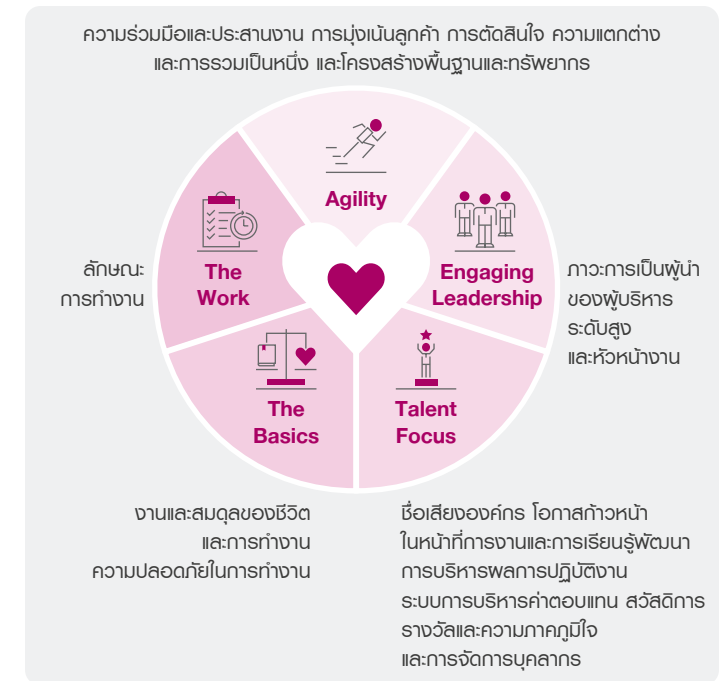 ความร่วมมือและประสานงาน การมุ่งเน้นลูกค้า การตัดสินใจ ความแตกต่าง
และการรวมเป็นหนึ่ง และโครงสร้างพื้นฐานและทรัพยากร
Agility
The
Work
Engaging
Leadership
ลักษณะ
การทำงาน
ภาวะการเป็นผู้นำ
ของผู้บริหาร
ระดับสูง
และหัวหน้างาน
The
Basics
Talent
Focus
งานและสมดุลของชีวิต
และการทำงาน
ความปลอดภัยในการทำงาน
ชื่อเสียงองค์กร โอกาสก้าวหน้า
ในหน้าที่การงานและการเรียนรู้พัฒนา
การบริหารผลการปฏิบัติงาน
ระบบการบริหารค่าตอบแทน สวัสดิการ
รางวัลและความภาคภูมิใจ
และการจัดการบุคลากร